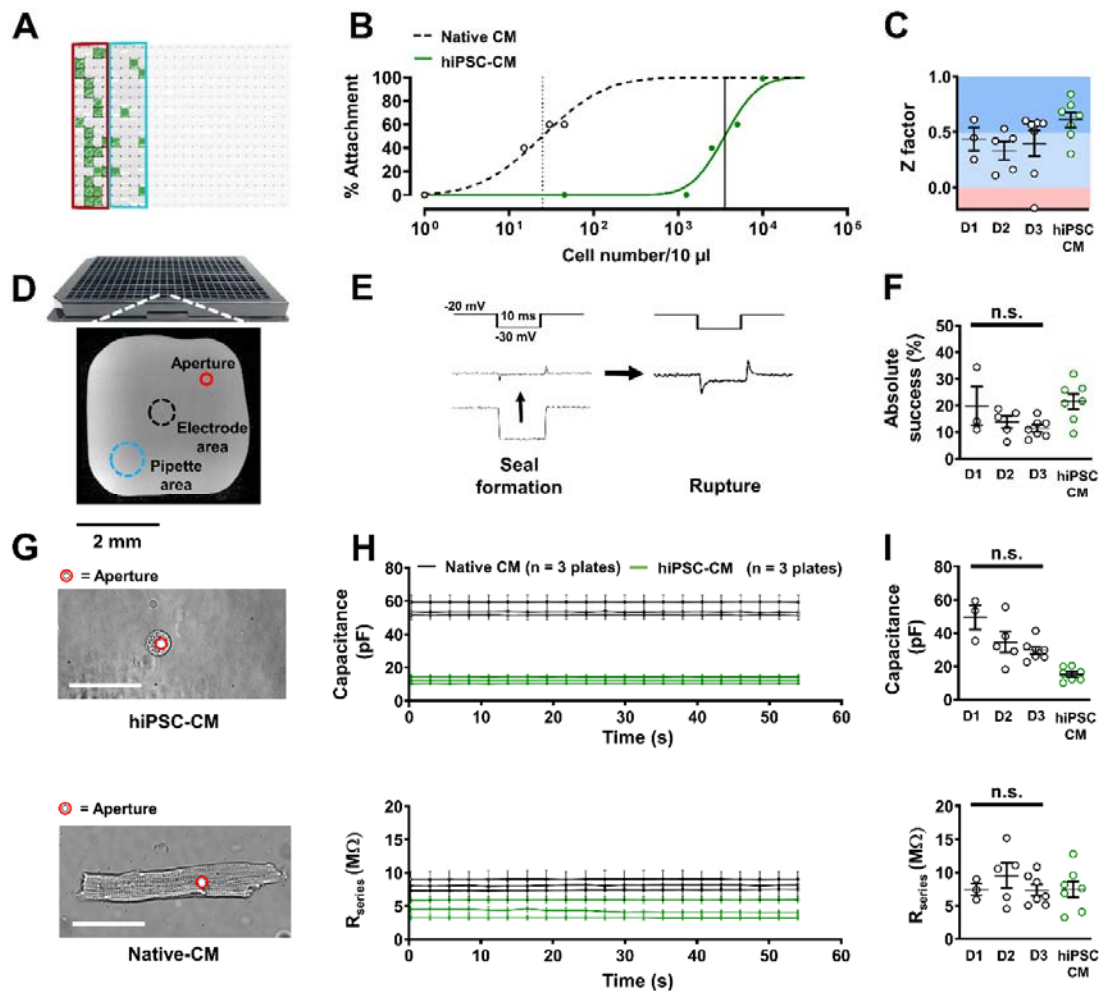 A
B
Native CM
hiPSC-CM
100
80
60
40
20
0
% Attachment
10^0
10^1
10^2
10^3
10^4
10^5
Cell number/10 µl
C
1.0
0.5
0.0
Z factor
D1
D2
D3
hiPSC
CM
D
Aperture
Electrode
area
Pipette
area
2 mm
E
-20 mV
10 ms
-30 mV
Seal
formation
Rupture
F
n.s.
50
40
30
20
10
0
Absolute
success (%)
D1
D2
D3
hiPSC
CM
G
= Aperture
hiPSC-CM
= Aperture
Native-CM
H
Native CM (n = 3 plates)
hiPSC-CM (n = 3 plates)
80
60
40
20
0
Capacitance
(pF)
0
10
20
30
40
50
60
Time (s)
20
15
10
5
0
Rseries (MΩ)
0
10
20
30
40
50
60
Time (s)
I
n.s.
80
60
40
20
0
Capacitance
(pF)
D1
D2
D3
hiPSC
CM
n.s.
20
15
10
5
0
Rseries (MΩ)
D1
D2
D3
hiPSC
CM